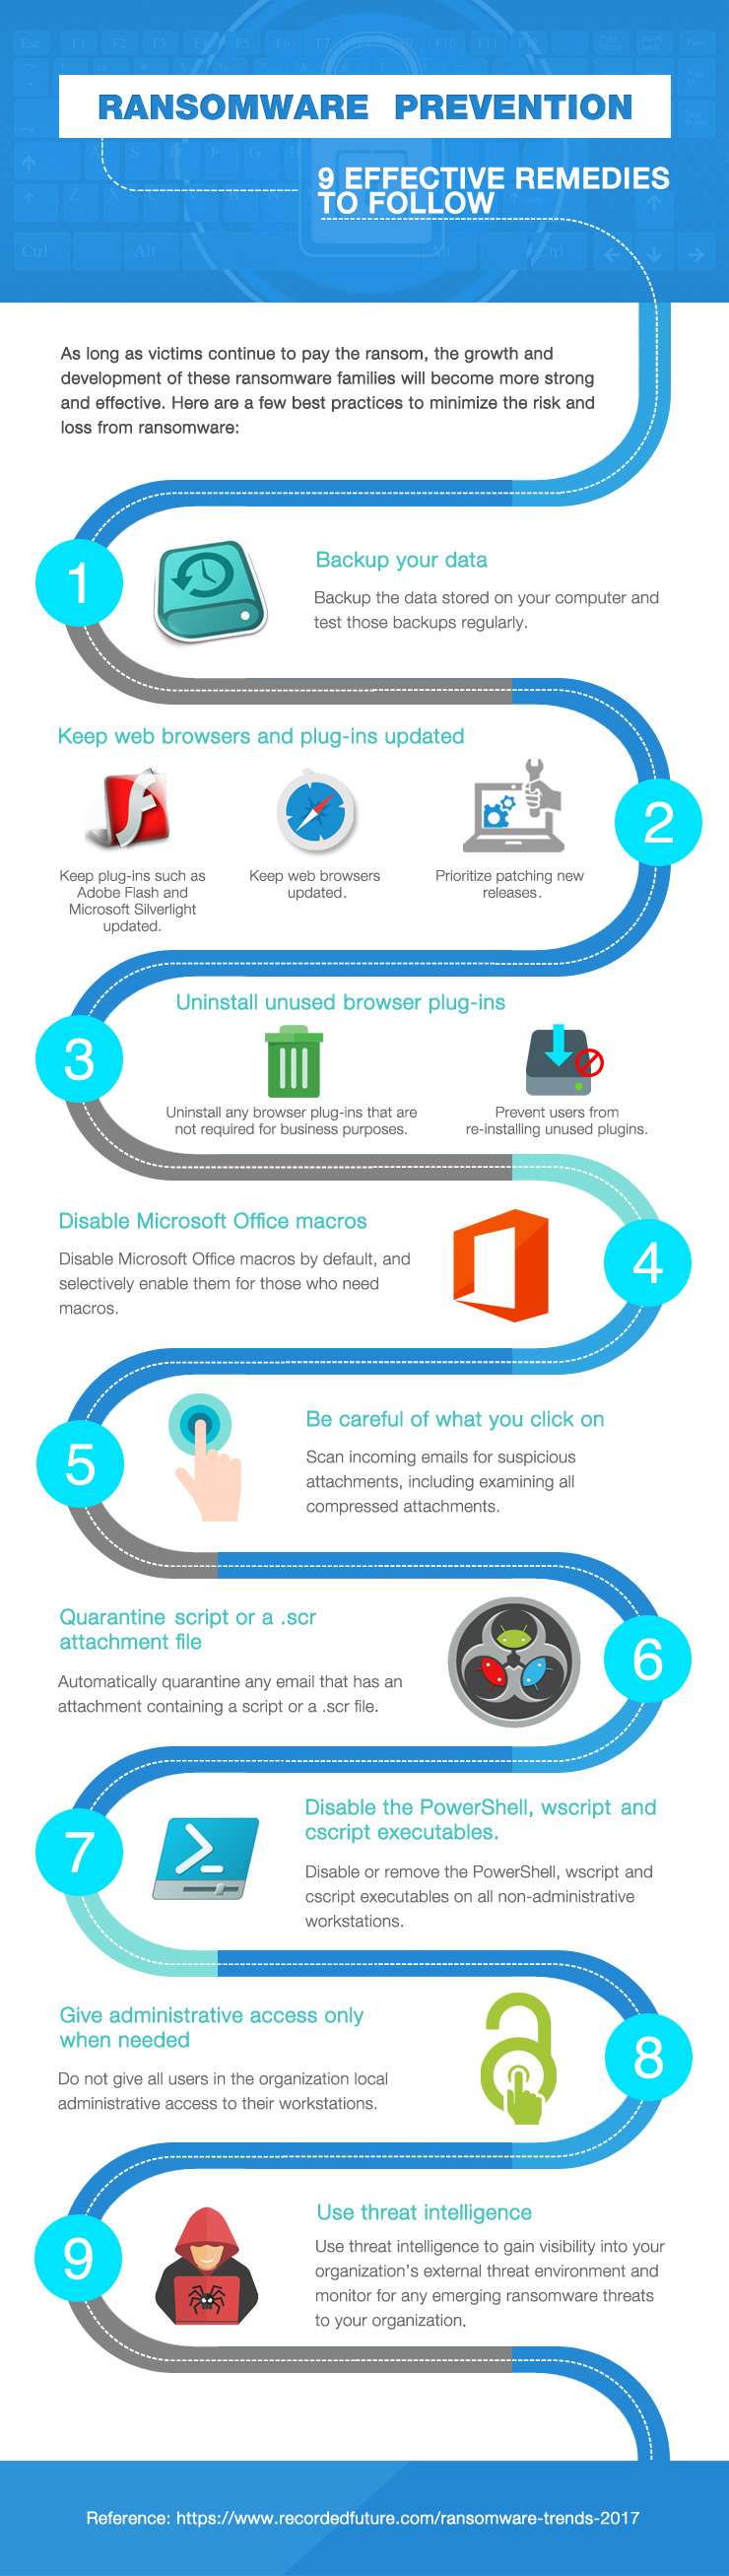 RANSOMWARE PREVENTION
9 EFFECTIVE REMEDIES
TO FOLLOW
As long as victims continue to pay the ransom, the growth and
development of these ransomware families will become more strong
and effective. Here are a few best practices to minimize the risk and
loss from ransomware:
1
Backup your data
Backup the data stored on your computer and
test those backups regularly.
Keep web browsers and plug-ins updated
2
Keep plug-ins such as
Adobe Flash and
Microsoft Silverlight
updated.
Keep web browsers
updated.
Prioritize patching new
releases.
3
Uninstall unused browser plug-ins
Uninstall any browser plug-ins that are
not required for business purposes.
Prevent users from
re-installing unused plugins.
Disable Microsoft Office macros
4
Disable Microsoft Office macros by default, and
selectively enable them for those who need
macros.
5
Be careful of what you click on
Scan incoming emails for suspicious
attachments, including examining all
compressed attachments.
Quarantine script or a .scr
attachment file
6
Automatically quarantine any email that has an
attachment containing a script or a .scr file.
7
Disable the PowerShell, wscript and
cscript executables.
Disable or remove the PowerShell, wscript and
cscript executables on all non-administrative
workstations.
Give administrative access only
when needed
8
Do not give all users in the organization local
administrative access to their workstations.
9
Use threat intelligence
Use threat intelligence to gain visibility into your
organization's external threat environment and
monitor for any emerging ransomware threats
to your organization.
Reference: https://www.recordedfuture.com/ransomware-trends-2017